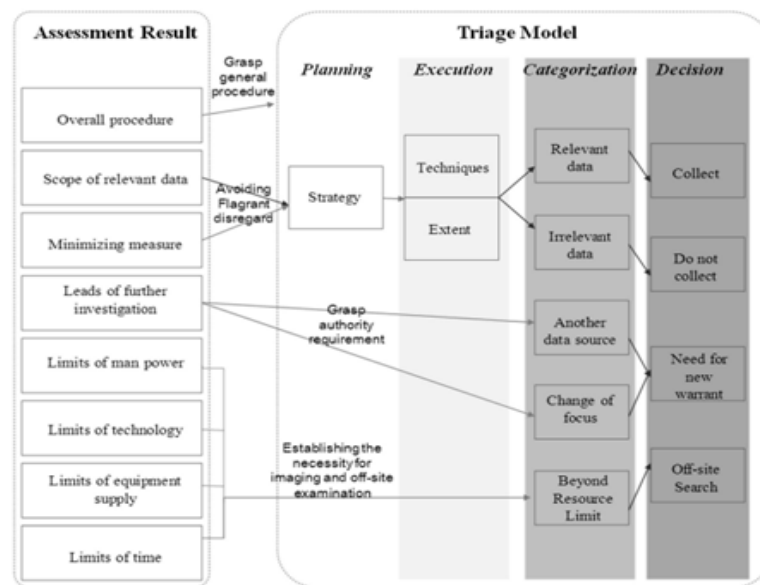 Assessment Result
Overall procedure
Scope of relevant data
Minimizing measure
Leads of further
investigation
Limits of man power
Limits of technology
Limits of equipment
supply
Limits of time
Grasp
general
procedure
Avoiding
Flagrant
disregard
Grasp
authority
requirement
Establishing the
necessity for
imaging and off-site
examination
Triage Model
Planning
Strategy
Execution
Techniques
Extent
Categorization
Relevant
data
Irrelevant
data
Another
data source
Change of
focus
Beyond
Resource
Limit
Decision
Collect
Do not
collect
Need for
new
warrant
Off-site
Search